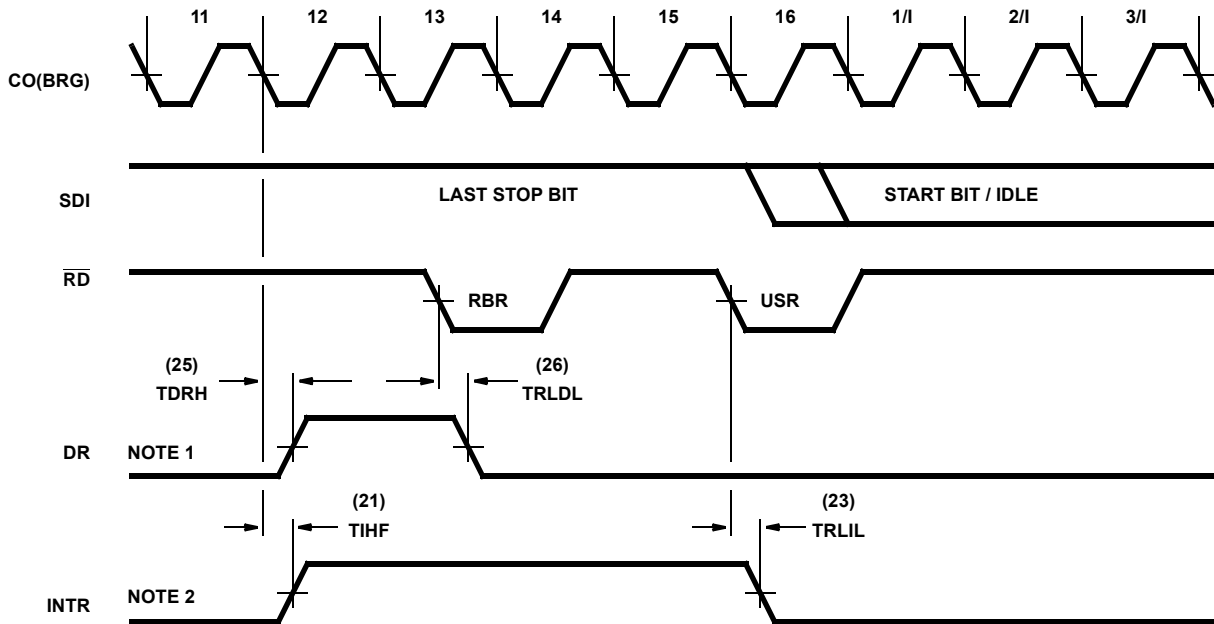 11 12 13 14 15 16 1/I 2/I 3/I
CO(BRG)
SDI
LAST STOP BIT
START BIT / IDLE
RD
RBR
USR
(25)
TDRH
(26)
TRLDL
DR
NOTE 1
(21)
TIHF
(23)
TRLIL
INTR
NOTE 2